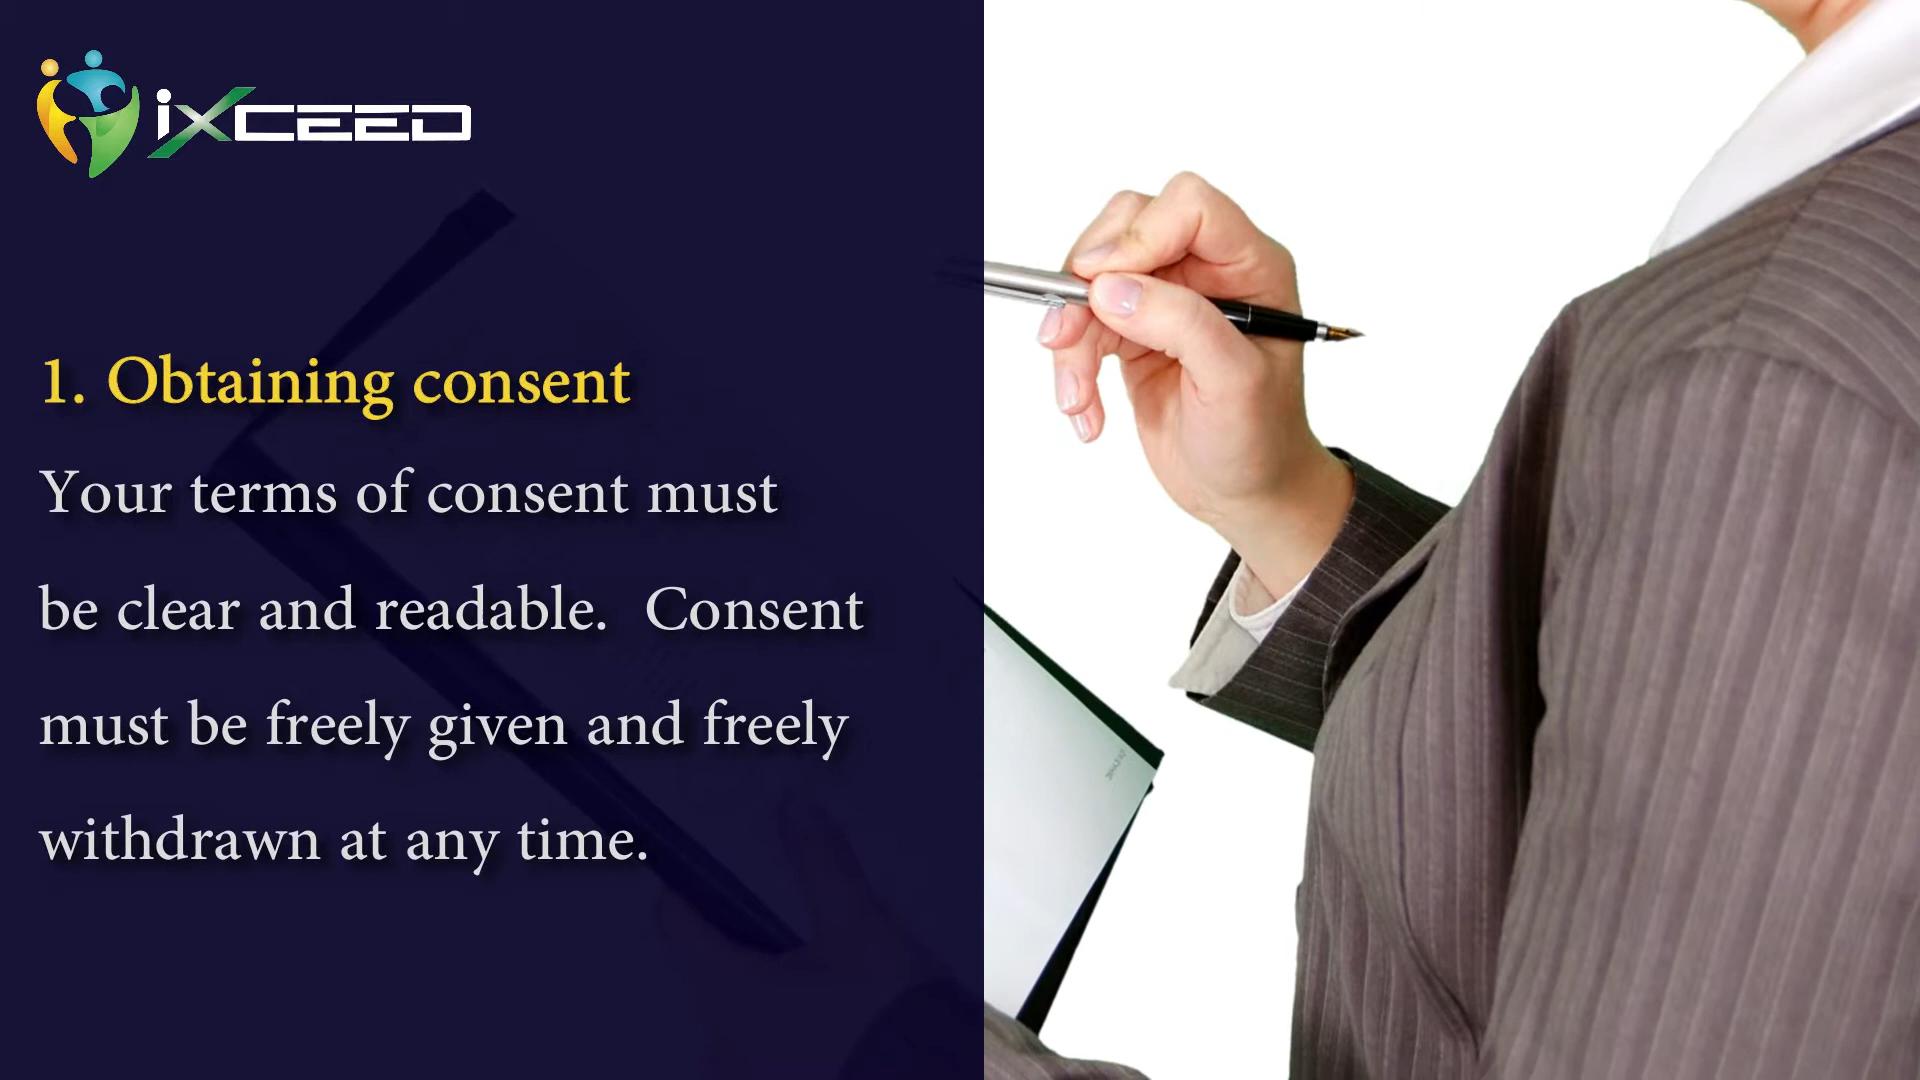 iXCEED
1. Obtaining consent
Your terms of consent must
be clear and readable.  Consent
must be freely given and freely
withdrawn at any time.